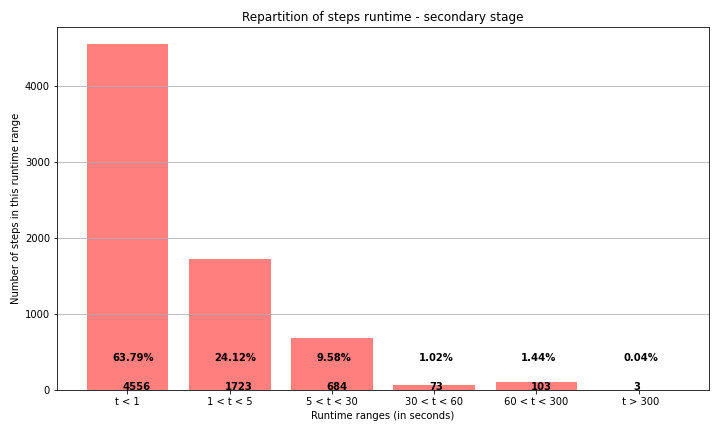 Repartition of steps runtime - secondary stage
Number of steps in this runtime range
4000
3000
2000
1000
0
63.79% 24.12% 9.58% 1.02% 1.44% 0.04%
4556 1723 684 73 103 3
t < 1 1 < t < 5 5 < t < 30 30 < t < 60 60 < t < 300 t > 300
Runtime ranges (in seconds)